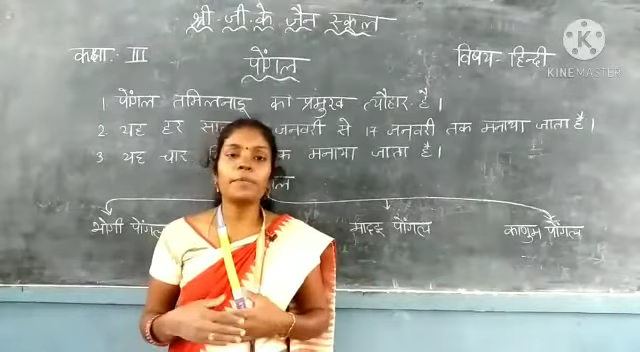 श्री. जी. के. जैन स्कूल
कक्षा - III
पोंगल
विषय - हिन्दी
KINEMASTER
1. पोंगल तमिलनाडु का प्रमुख त्यौहार है।
2 यह हर जनवरी से 17 जनवरी तक मनाया जाता है।
3 यह चार मनाया जाता है।
भोगी पोंगल माट्टु पोंगल काणुम पोंगल